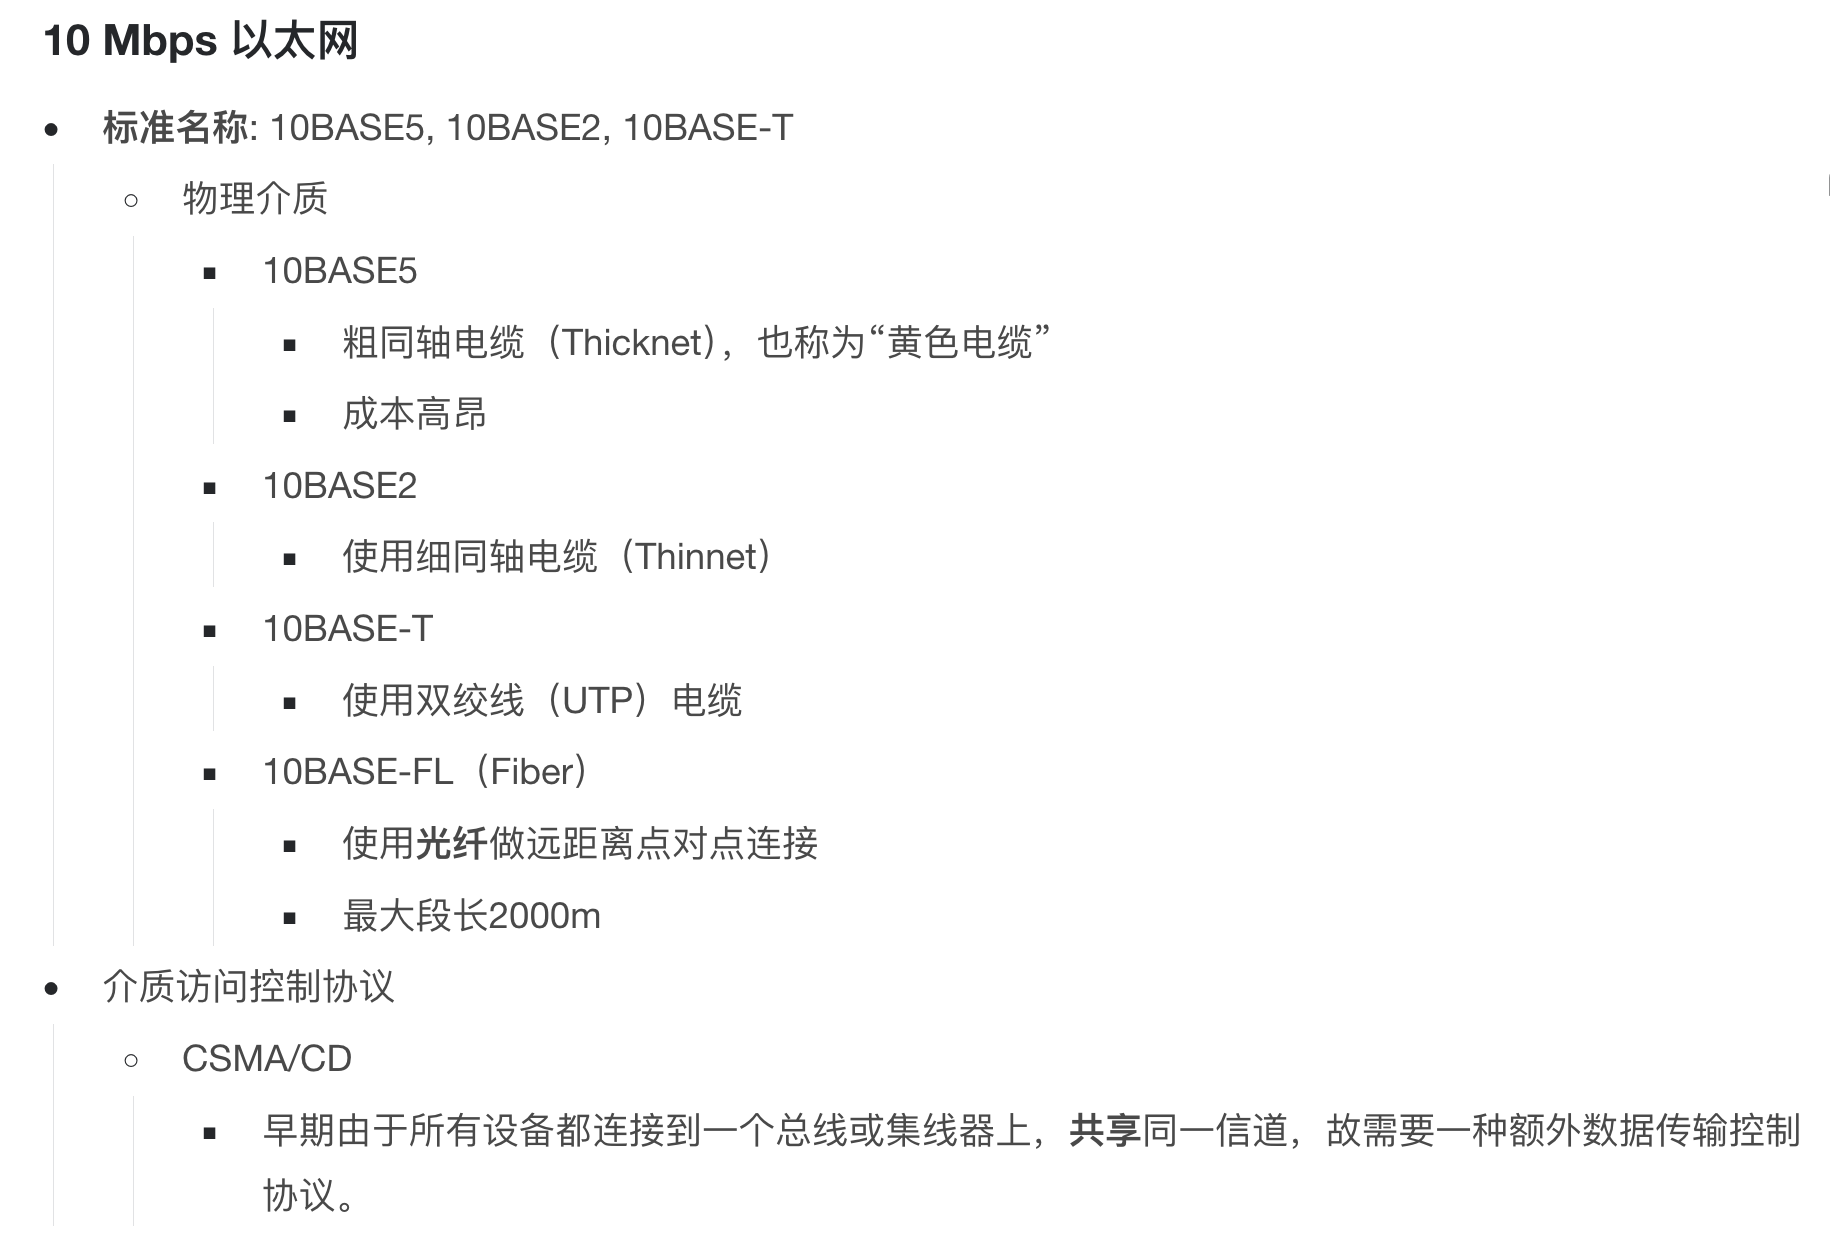 10 Mbps 以太网
标准名称: 10BASE5, 10BASE2, 10BASE-T
物理介质
10BASE5
粗同轴电缆（Thicknet），也称为“黄色电缆”
成本高昂
10BASE2
使用细同轴电缆（Thinnet）
10BASE-T
使用双绞线（UTP）电缆
10BASE-FL（Fiber）
使用光纤做远距离点对点连接
最大段长2000m
介质访问控制协议
CSMA/CD
早期由于所有设备都连接到一个总线或集线器上，共享同一信道，故需要一种额外数据传输控制
协议。